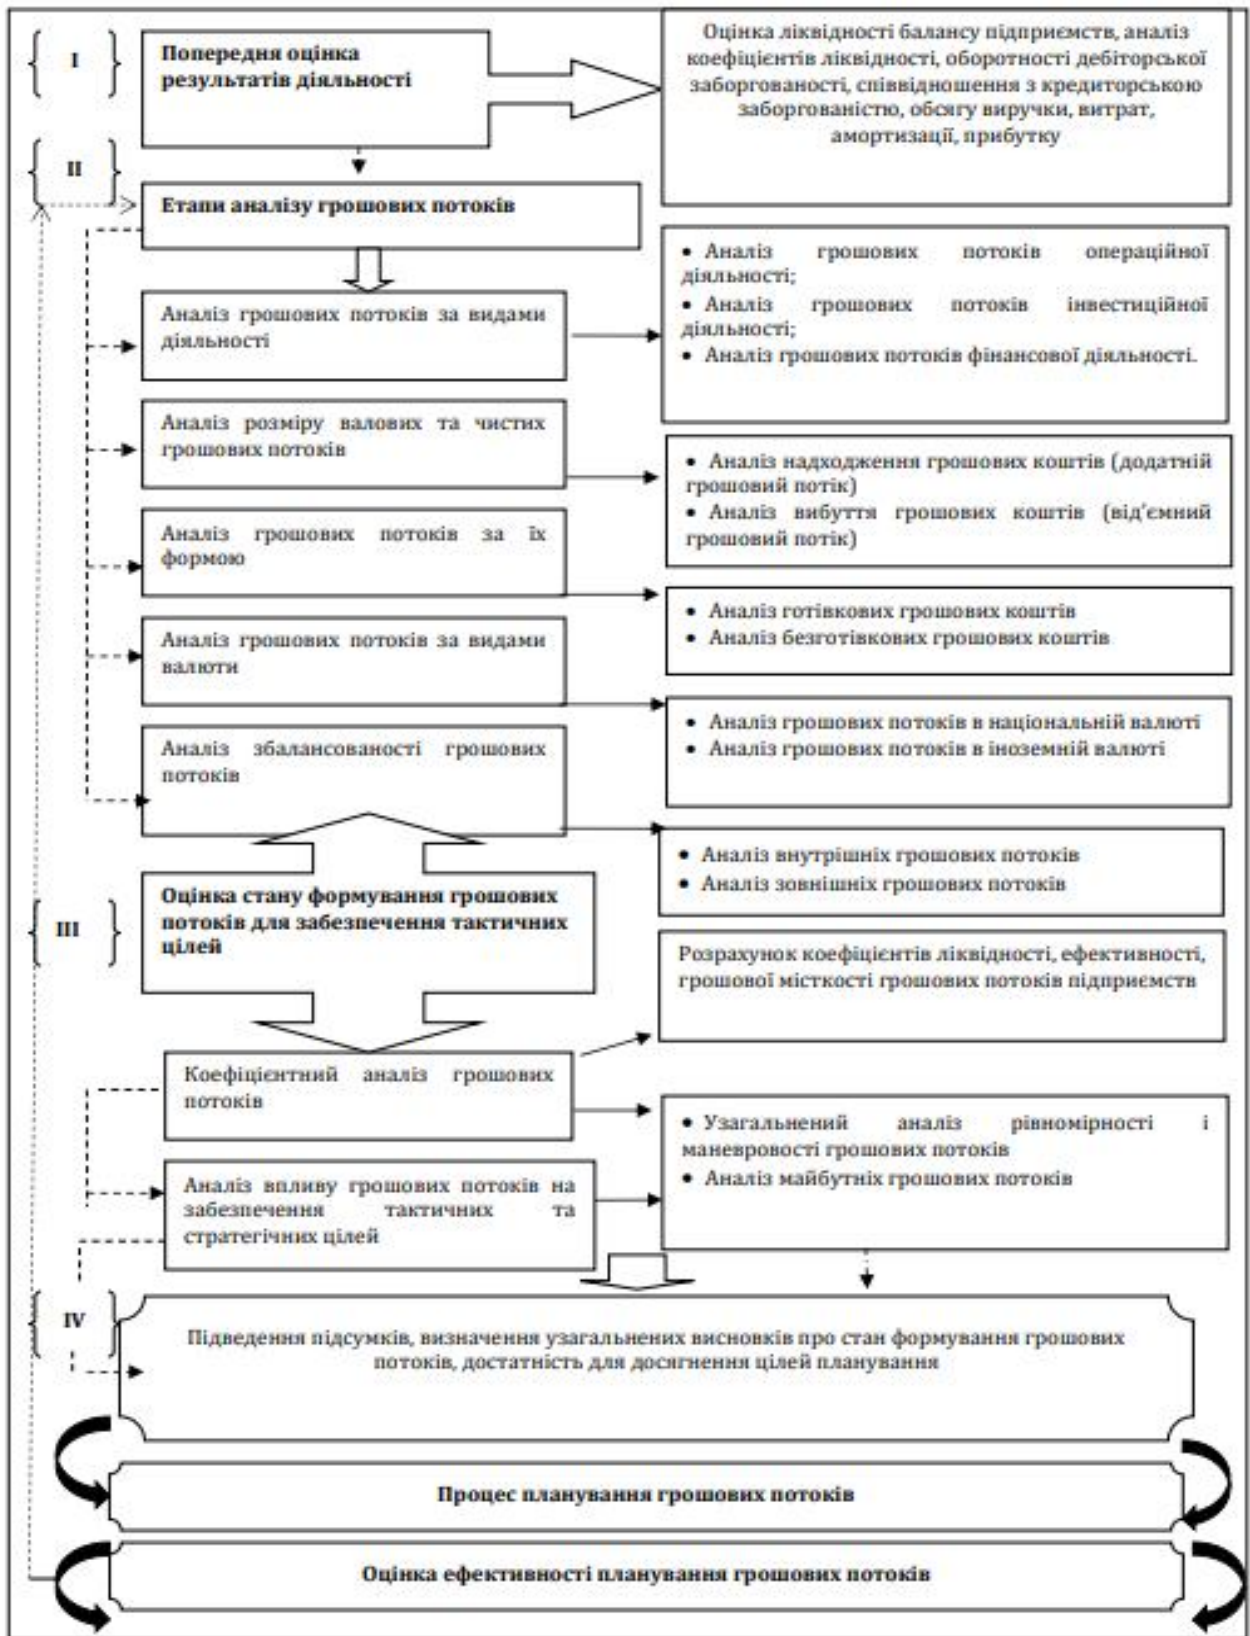 I
Попередня оцінка
результатів діяльності
Оцінка ліквідності балансу підприємств, аналіз
коефіцієнтів ліквідності, оборотності дебіторської
заборгованості, співвідношення з кредиторською
заборгованістю, обсягу виручки, витрат,
амортизації, прибутку
II
Етапи аналізу грошових потоків
Аналіз грошових потоків за видами
діяльності
• Аналіз грошових потоків операційної
діяльності;
• Аналіз грошових потоків інвестиційної
діяльності;
• Аналіз грошових потоків фінансової діяльності.
Аналіз розміру валових та чистих
грошових потоків
• Аналіз надходження грошових коштів (додатній
грошовий потік)
• Аналіз вибуття грошових коштів (від’ємний
грошовий потік)
Аналіз грошових потоків за їх
формою
• Аналіз готівкових грошових коштів
• Аналіз безготівкових грошових коштів
Аналіз грошових потоків за видами
валюти
• Аналіз грошових потоків в національній валюті
• Аналіз грошових потоків в іноземній валюті
Аналіз збалансованості грошових
потоків
• Аналіз внутрішніх грошових потоків
• Аналіз зовнішніх грошових потоків
III
Оцінка стану формування грошових
потоків для забезпечення тактичних
цілей
Розрахунок коефіцієнтів ліквідності, ефективності,
грошової місткості грошових потоків підприємств
Коефіцієнтний аналіз грошових
потоків
• Узагальнений аналіз рівномірності і
маневровості грошових потоків
• Аналіз майбутніх грошових потоків
Аналіз впливу грошових потоків на
забезпечення тактичних та
стратегічних цілей
IV
Підведення підсумків, визначення узагальнених висновків про стан формування грошових
потоків, достатність для досягнення цілей планування
Процес планування грошових потоків
Оцінка ефективності планування грошових потоків